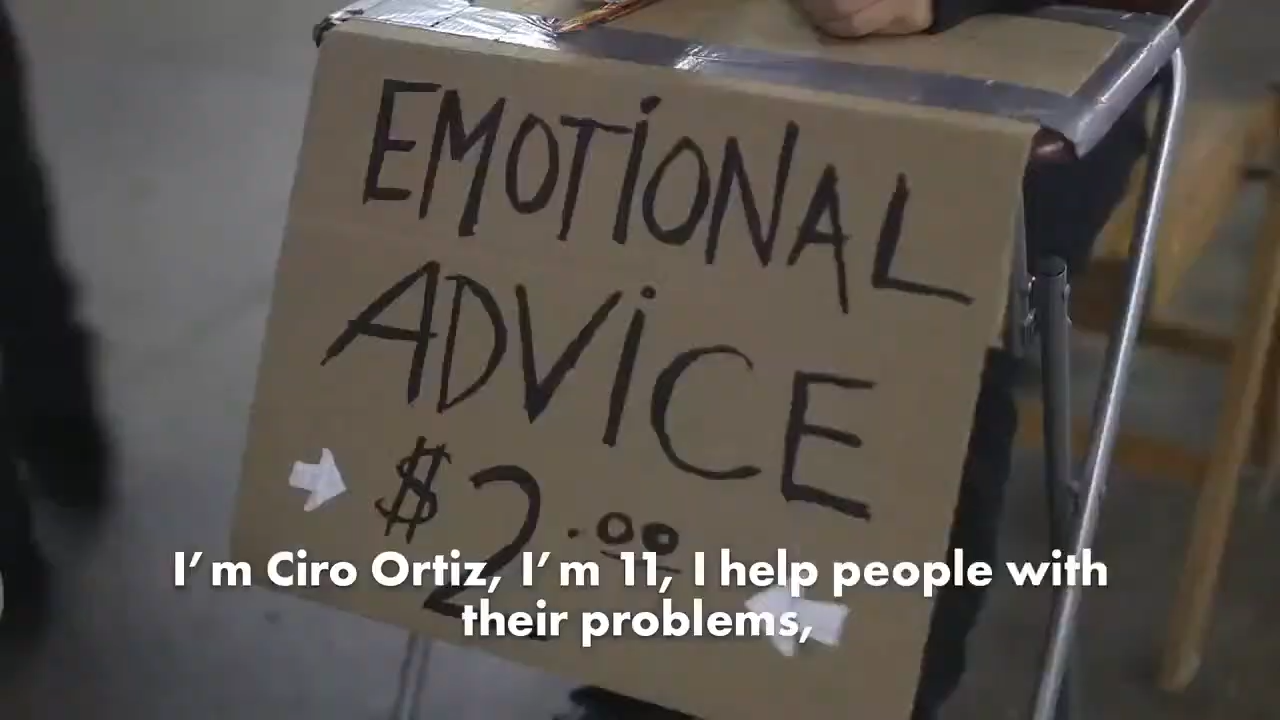 EMOTIONAL
ADVICE
$2.00
I'm Ciro Ortiz, I'm 11, I help people with
their problems,